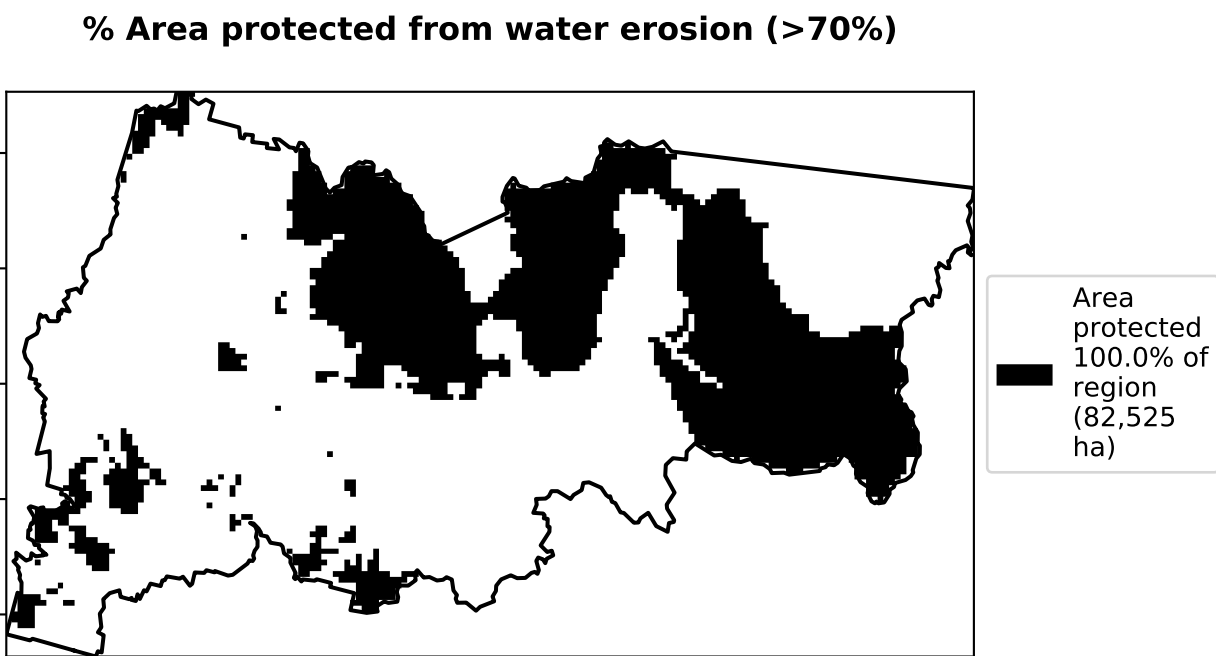 % Area protected from water erosion (>70%)
Area
protected
100.0% of
region
(82,525
ha)